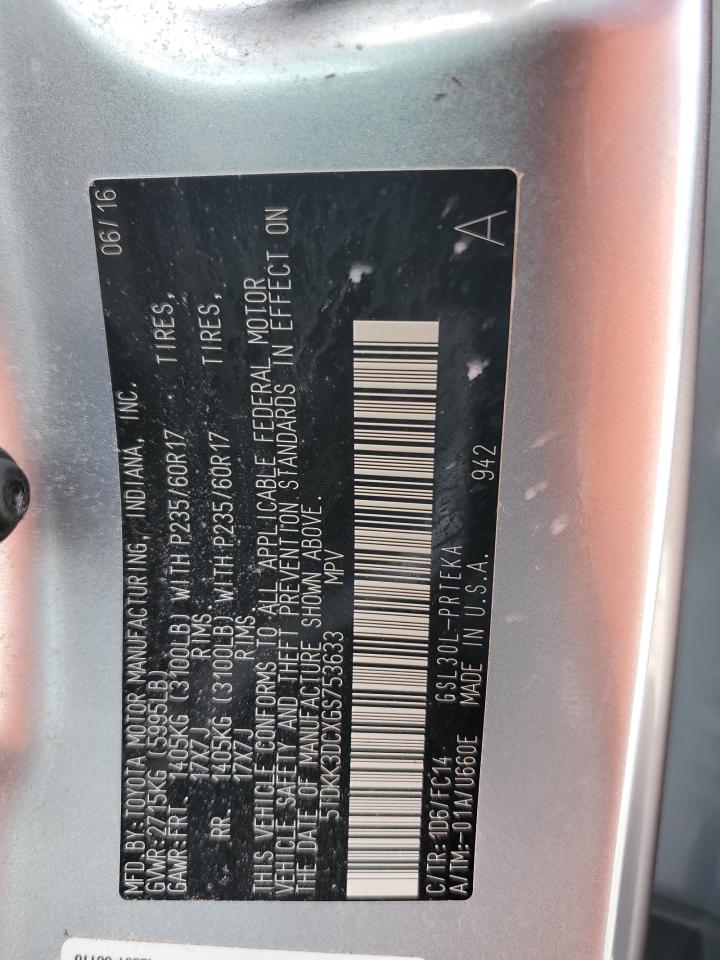 MFD. BY: TOYOTA MOTOR MANUFACTURING, INDIANA, INC. 06/16
GVWR: 2715KG (5995LB)
GAWR: FRT. 1405KG (3100LB) WITH P235/60R17 TIRES,
17X7J RIMS
RR. 1405KG (3100LB) WITH P235/60R17 TIRES,
17X7J RIMS.
THIS VEHICLE CONFORMS TO ALL APPLICABLE FEDERAL MOTOR
VEHICLE SAFETY AND THEFT PREVENTION STANDARDS IN EFFECT ON
THE DATE OF MANUFACTURE SHOWN ABOVE.
5TDKK3DCXGS753633 MPV
C/TR: 1D6/FC14 GSL30L-PRTEKA A
A/TM: -01A/U660E MADE IN U.S.A. 942